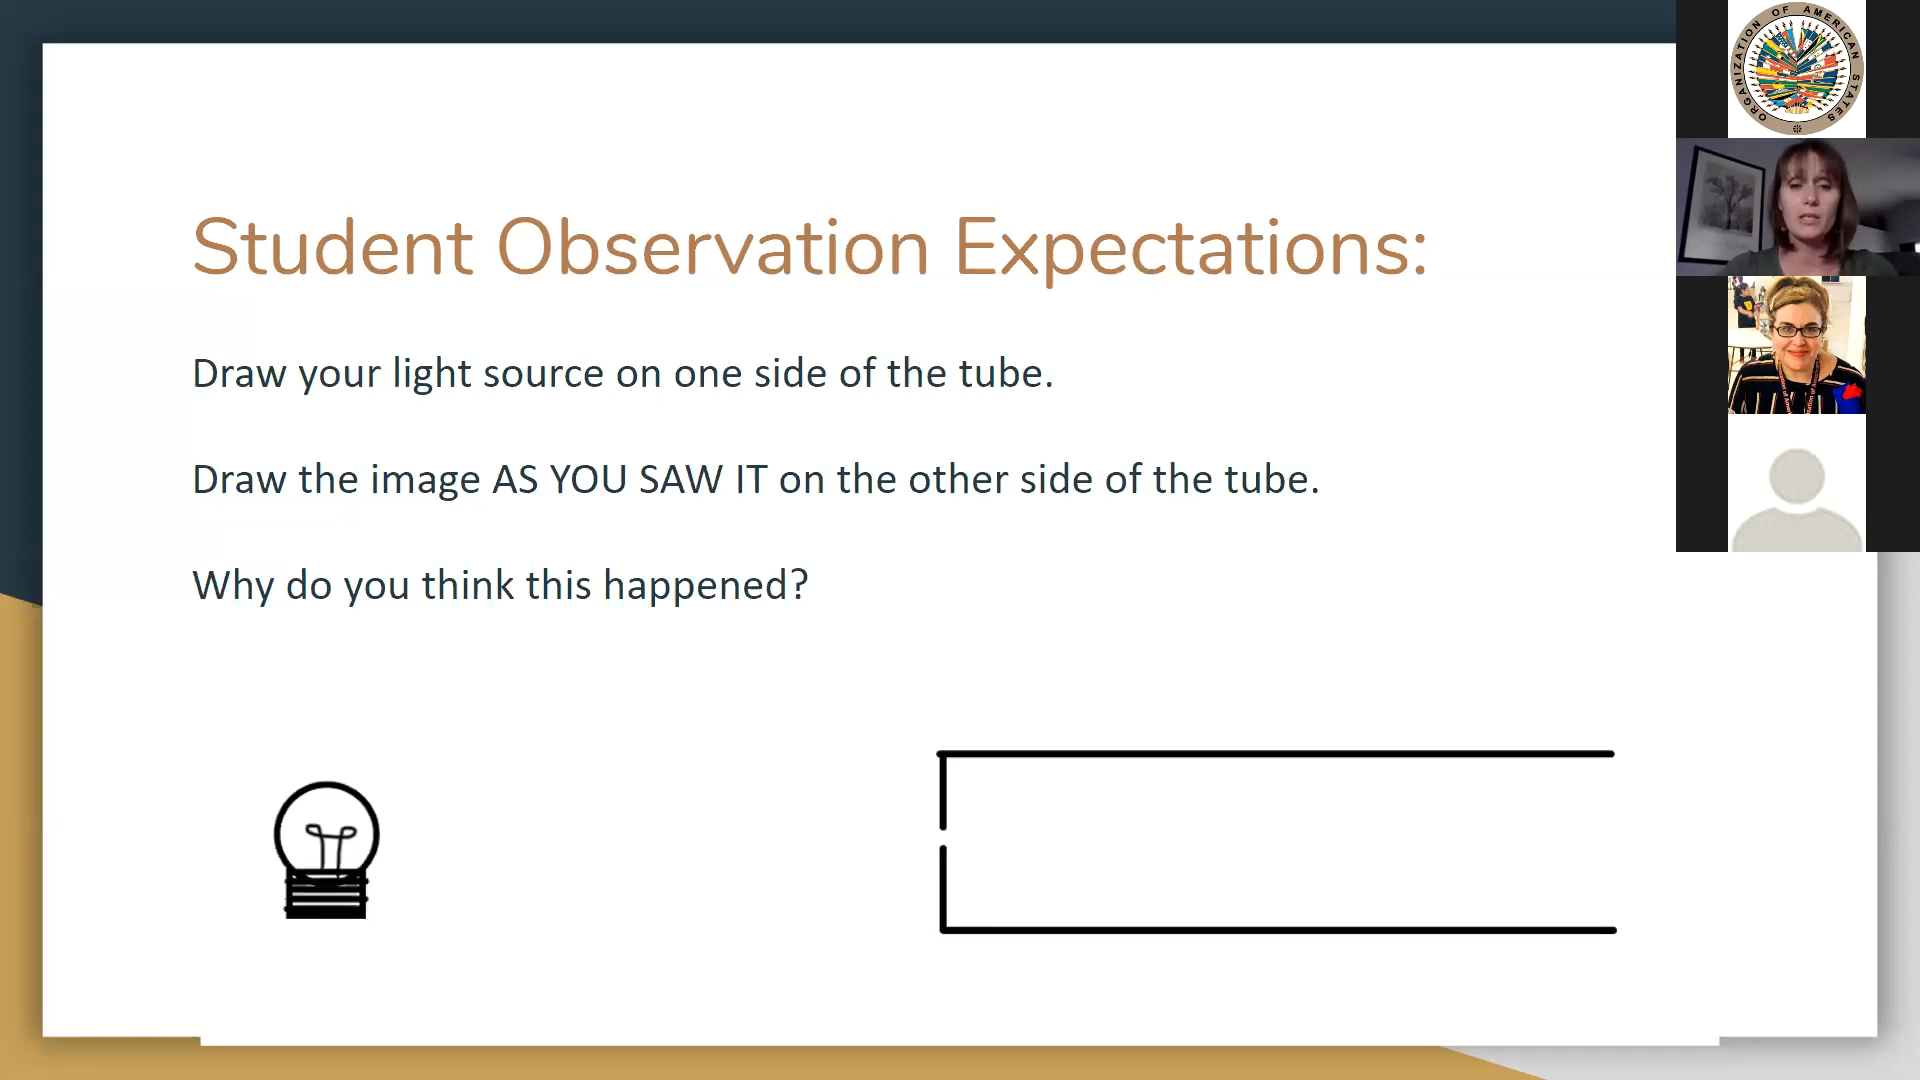 Student Observation Expectations:
Draw your light source on one side of the tube.
Draw the image AS YOU SAW IT on the other side of the tube.
Why do you think this happened?
ORGANIZATION OF AMERICAN STATES